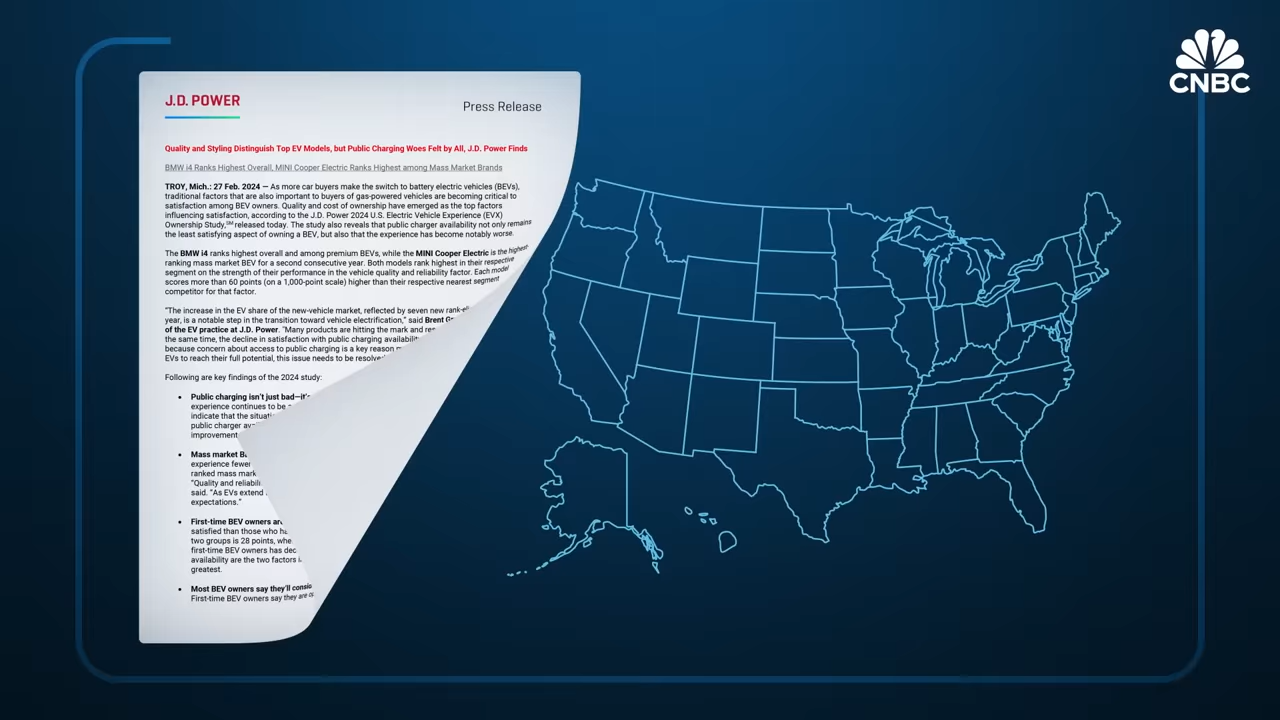 CNBC
J.D. POWER
Press Release
Quality and Styling Distinguish Top EV Models, but Public Charging Woes Felt by All, J.D. Power Finds
BMW i4 Ranks Highest Overall, MINI Cooper Electric Ranks Highest among Mass Market Brands
TROY, Mich.: 27 Feb. 2024 — As more car buyers make the switch to battery electric vehicles (BEVs),
traditional factors that are also important to buyers of gas-powered vehicles are becoming critical to
satisfaction among BEV owners. Quality and cost of ownership have emerged as the top factors
influencing satisfaction, according to the J.D. Power 2024 U.S. Electric Vehicle Experience (EVX)
Ownership Study,SM released today. The study also reveals that public charger availability not only remains
the least satisfying aspect of owning a BEV, but also that the experience has become notably worse.
The BMW i4 ranks highest overall and among premium BEVs, while the MINI Cooper Electric is the highest-
ranking mass market BEV for a second consecutive year. Both models rank highest in their respective
segment on the strength of their performance in the vehicle quality and reliability factor. Each model
scores more than 60 points (on a 1,000-point scale) higher than their respective nearest segment
competitor for that factor.
"The increase in the EV share of the new-vehicle market, reflected by seven new
year, is a notable step in the transition toward vehicle electrification," said Brent
of the EV practice at J.D. Power. "Many products are hitting the mark and
the same time, the decline in satisfaction with public charging
because concern about access to public charging is a key reason
EVs to reach their full potential, this issue needs to be
Following are key findings of the 2024 study:
• Public charging isn't just bad—
experience continues to be
indicate that the
public charger
improvement
• Mass market
experience fewer
ranked mass
"Quality and
said. "As EVs extend
expectations."
• First-time BEV owners
satisfied than those who
two groups is 28 points,
first-time BEV owners has
availability are the two factors
greatest.
• Most BEV owners say they'll
First-time BEV owners say they are